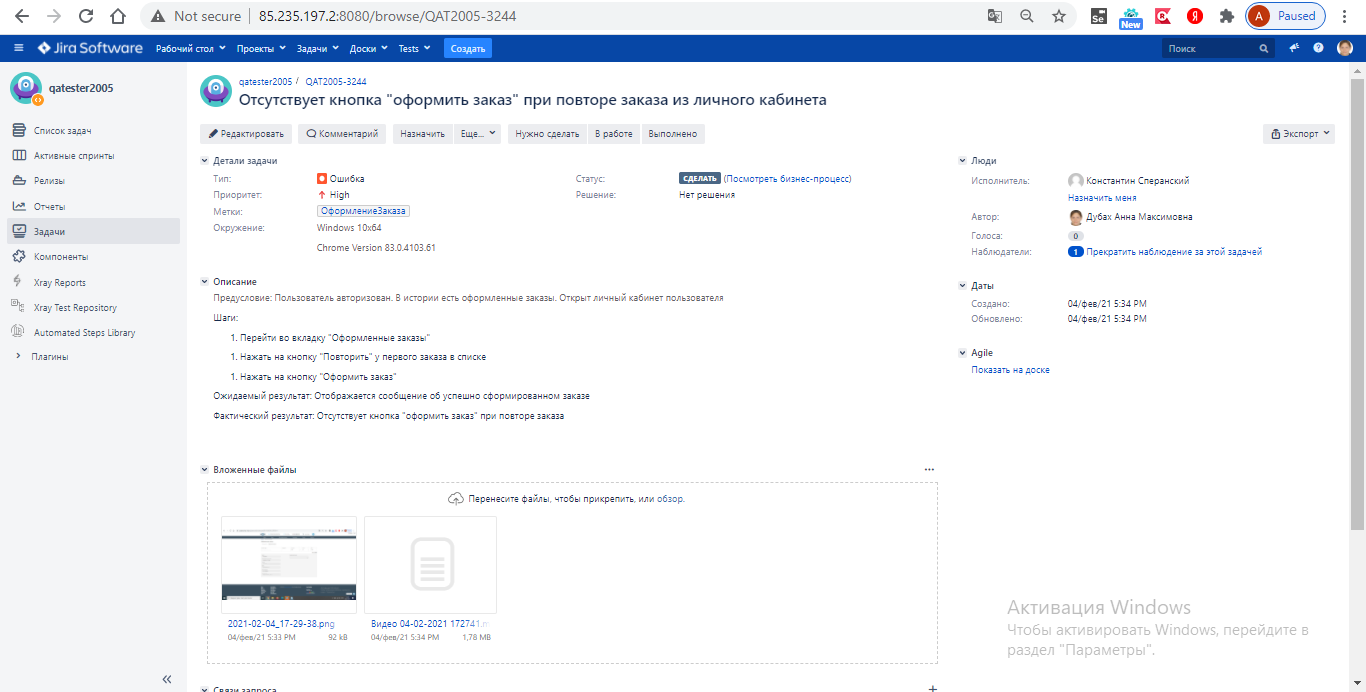 Not secure
85.235.197.2:8080/browse/QAT2005-3244
Se
New
Я
A Paused
Jira Software
Рабочий стол
Проекты
Задачи
Доски
Tests
Создать
Поиск
qatester2005
Список задач
Активные спринты
Релизы
Отчеты
Задачи
Компоненты
Xray Reports
Xray Test Repository
Automated Steps Library
Плагины
qatester2005 / QAT2005-3244
Отсутствует кнопка "оформить заказ" при повторе заказа из личного кабинета
Редактировать
Комментарий
Назначить
Еще...
Нужно сделать
В работе
Выполнено
Экспорт
Детали задачи
Тип: Ошибка
Приоритет: High
Метки: ОформлениеЗаказа
Окружение: Windows 10x64
Chrome Version 83.0.4103.61
Статус: СДЕЛАТЬ (Посмотреть бизнес-процесс)
Решение: Нет решения
Описание
Предусловие: Пользователь авторизован. В истории есть оформленные заказы. Открыт личный кабинет пользователя
Шаги:
1. Перейти во вкладку "Оформленные заказы"
1. Нажать на кнопку "Повторить" у первого заказа в списке
1. Нажать на кнопку "Оформить заказ"
Ожидаемый результат: Отображается сообщение об успешно сформированном заказе
Фактический результат: Отсутствует кнопка "оформить заказ" при повторе заказа
Вложенные файлы
Перенесите файлы, чтобы прикрепить, или обзор.
2021-02-04_17-29-38.png
04/фев/21 5:33 PM 92 kB
Видео 04-02-2021 172741.m
04/фев/21 5:34 PM 1,78 MB
Связи запроса
Люди
Исполнитель: Константин Сперанский
Назначить меня
Автор: Дубах Анна Максимовна
Голоса: 0
Наблюдатели: 1 Прекратить наблюдение за этой задачей
Даты
Создано: 04/фев/21 5:34 PM
Обновлено: 04/фев/21 5:34 PM
Agile
Показать на доске
Активация Windows
Чтобы активировать Windows, перейдите в
раздел "Параметры".